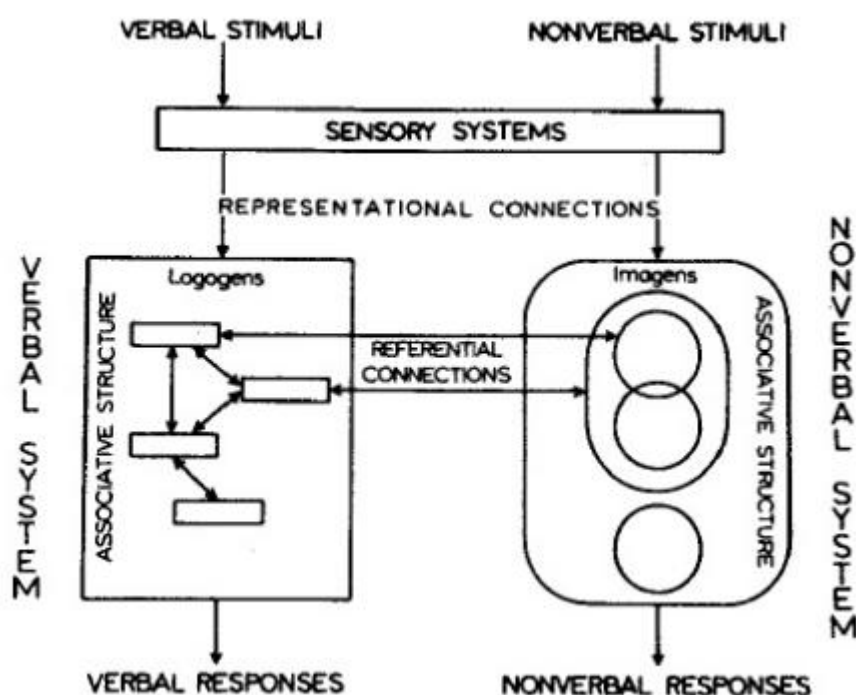 VERBAL STIMULI
NONVERBAL STIMULI
SENSORY SYSTEMS
REPRESENTATIONAL CONNECTIONS
VERBAL SYSTEM
Logogens
ASSOCIATIVE STRUCTURE
REFERENTIAL
CONNECTIONS
Imagens
ASSOCIATIVE STRUCTURE
NONVERBAL SYSTEM
VERBAL RESPONSES
NONVERBAL RESPONSES